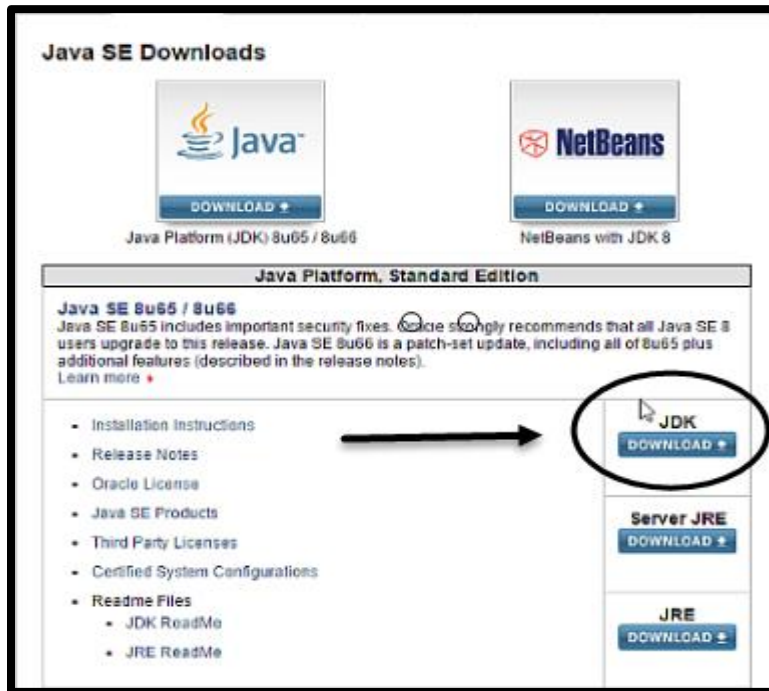 Java SE Downloads
Java™
NetBeans
DOWNLOAD
DOWNLOAD
Java Platform (JDK) 8u65 / 8u66
NetBeans with JDK 8
Java Platform, Standard Edition
Java SE 8u65 / 8u66
Java SE 8u65 includes important security fixes. Oracle strongly recommends that all Java SE 8
users upgrade to this release. Java SE 8u66 is a patch-set update, including all of 8u65 plus
additional features (described in the release notes).
Learn more
Installation Instructions
Release Notes
Oracle License
Java SE Products
Third Party Licenses
Certified System Configurations
Readme Files
JDK ReadMe
JRE ReadMe
JDK
DOWNLOAD
Server JRE
DOWNLOAD
JRE
DOWNLOAD